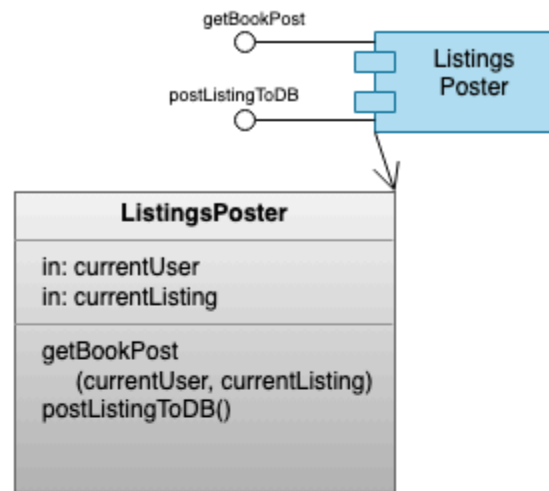 getBookPost
Listings
Poster
postListingToDB
ListingsPoster
in: currentUser
in: currentListing
getBookPost
(currentUser, currentListing)
postListingToDB()